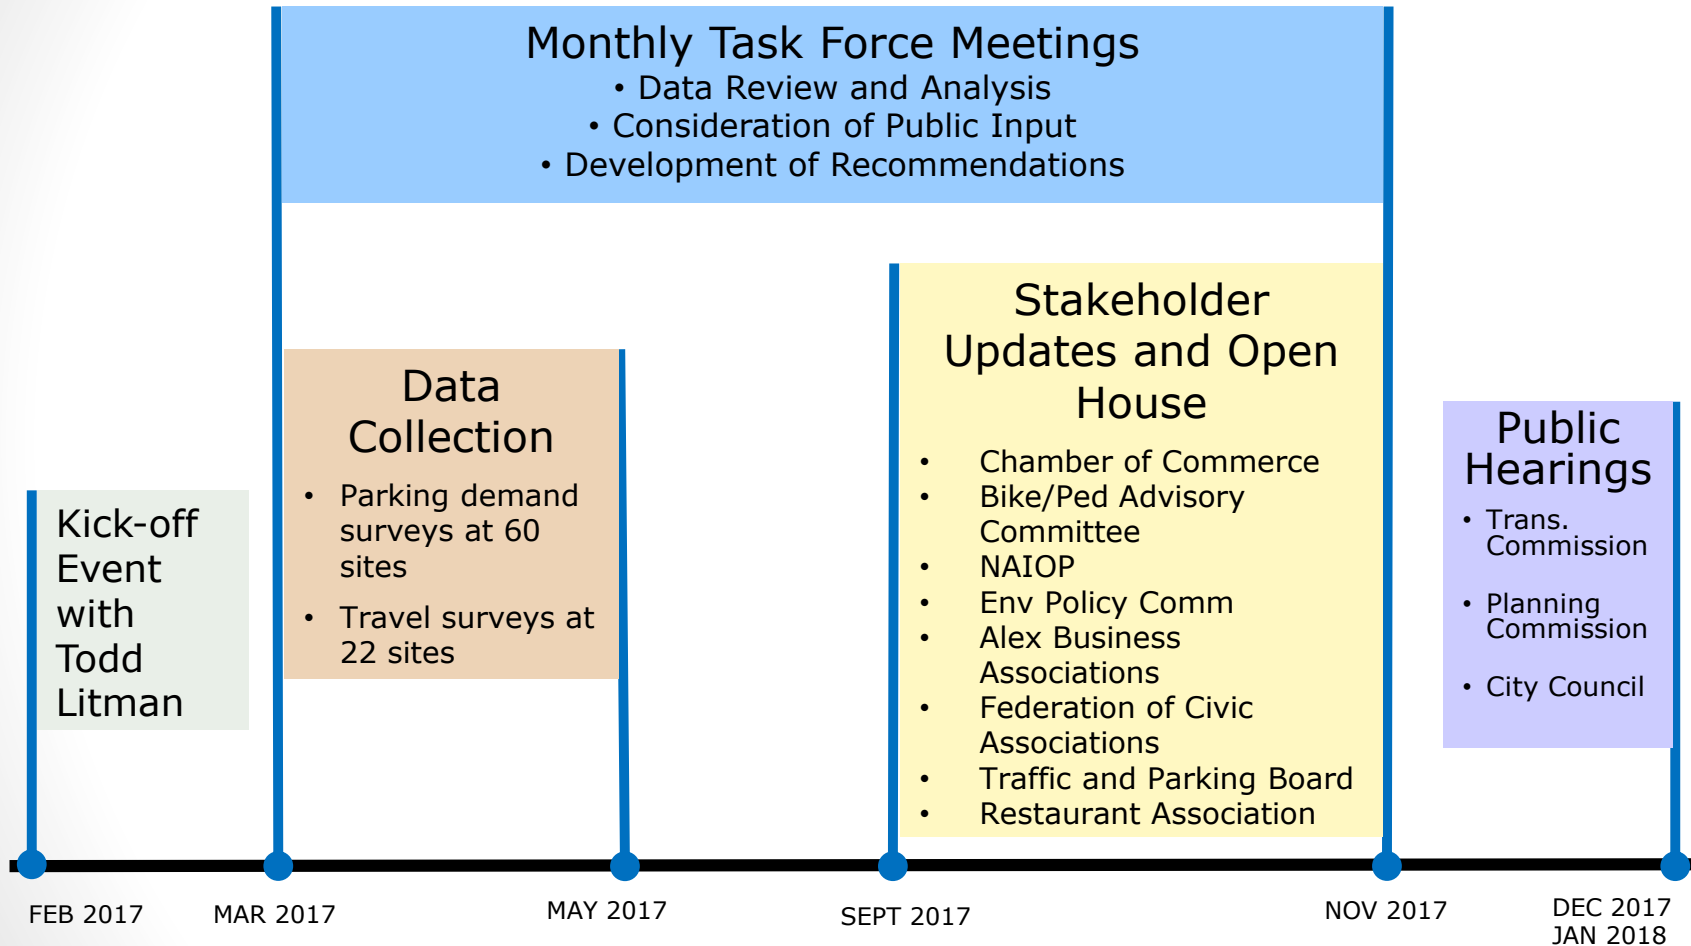 Monthly Task Force Meetings
• Data Review and Analysis
• Consideration of Public Input
• Development of Recommendations
Kick-off
Event
with
Todd
Litman
Data
Collection
• Parking demand
surveys at 60
sites
• Travel surveys at
22 sites
Stakeholder
Updates and Open
House
• Chamber of Commerce
• Bike/Ped Advisory
Committee
• NAIOP
• Env Policy Comm
• Alex Business
Associations
• Federation of Civic
Associations
• Traffic and Parking Board
• Restaurant Association
Public
Hearings
• Trans.
Commission
• Planning
Commission
• City Council
FEB 2017
MAR 2017
MAY 2017
SEPT 2017
NOV 2017
DEC 2017
JAN 2018